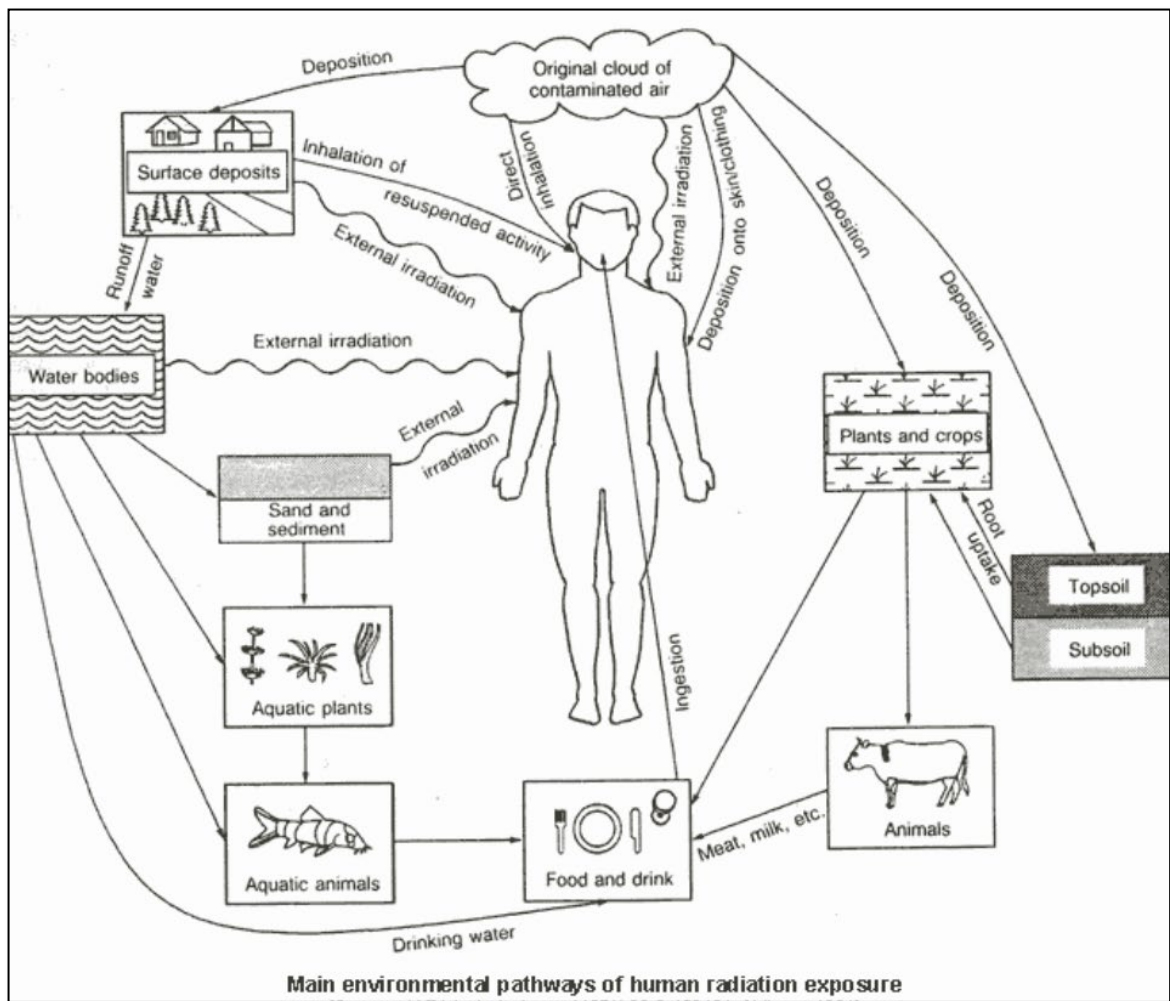 Original cloud of
contaminated air
Deposition
Surface deposits
Inhalation of
resuspended activity
Direct
inhalation
External irradiation
Deposition onto skin/clothing
Deposition
Deposition
External irradiation
Runoff
water
Water bodies
External irradiation
External
irradiation
Sand and
sediment
Plants and crops
Root
uptake
Topsoil
Subsoil
Aquatic plants
Ingestion
Aquatic animals
Food and drink
Meat, milk, etc.
Animals
Drinking water
Main environmental pathways of human radiation exposure